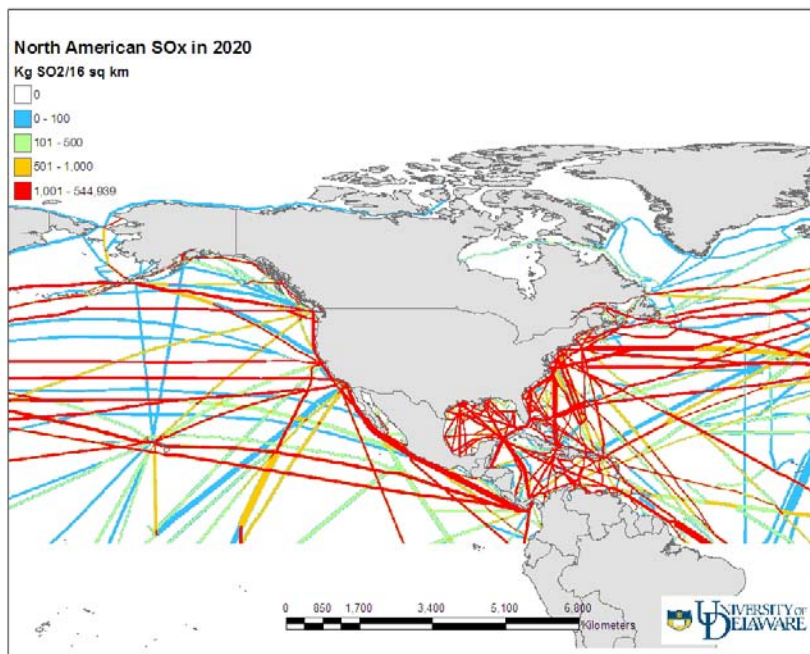 North American SOx in 2020
Kg SO2/16 sq km
0
0 - 100
101 - 500
501 - 1,000
1,001 - 544,939
0 850 1,700 3,400 5,100 6,800
Kilometers
UNIVERSITY OF
DELAWARE